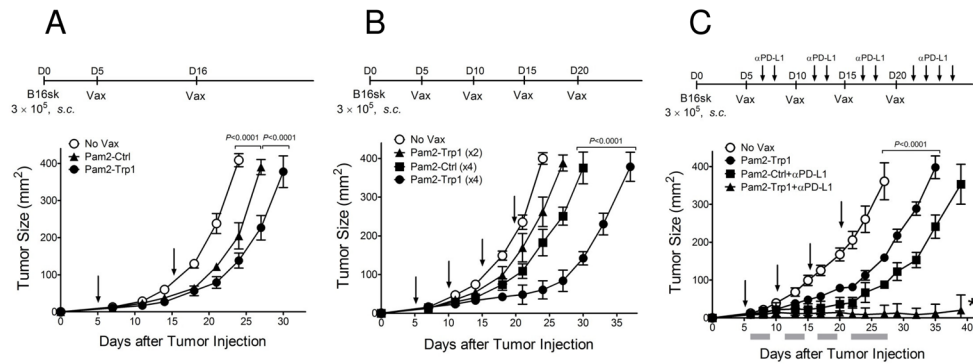 A
D0 D5 D16
B16sk Vax Vax
3 × 10⁵, s.c.
No Vax
Pam2-Ctrl
Pam2-Trp1
P<0.0001 P<0.0001
Tumor Size (mm²)
400
300
200
100
0
0 5 10 15 20 25 30
Days after Tumor Injection
B
D0 D5 D10 D15 D20
B16sk Vax Vax Vax Vax
3 × 10⁵, s.c.
No Vax
Pam2-Trp1 (x2)
Pam2-Ctrl (x4)
Pam2-Trp1 (x4)
P<0.0001
Tumor Size (mm²)
400
300
200
100
0
0 5 10 15 20 25 30 35
Days after Tumor Injection
C
αPD-L1 αPD-L1 αPD-L1 αPD-L1
D0 D5 D10 D15 D20
B16sk Vax Vax Vax Vax
3 × 10⁵, s.c.
No Vax
Pam2-Trp1
Pam2-Ctrl+αPD-L1
Pam2-Trp1+αPD-L1
P<0.0001
Tumor Size (mm²)
400
300
200
100
0
*
0 5 10 15 20 25 30 35 40
Days after Tumor Injection